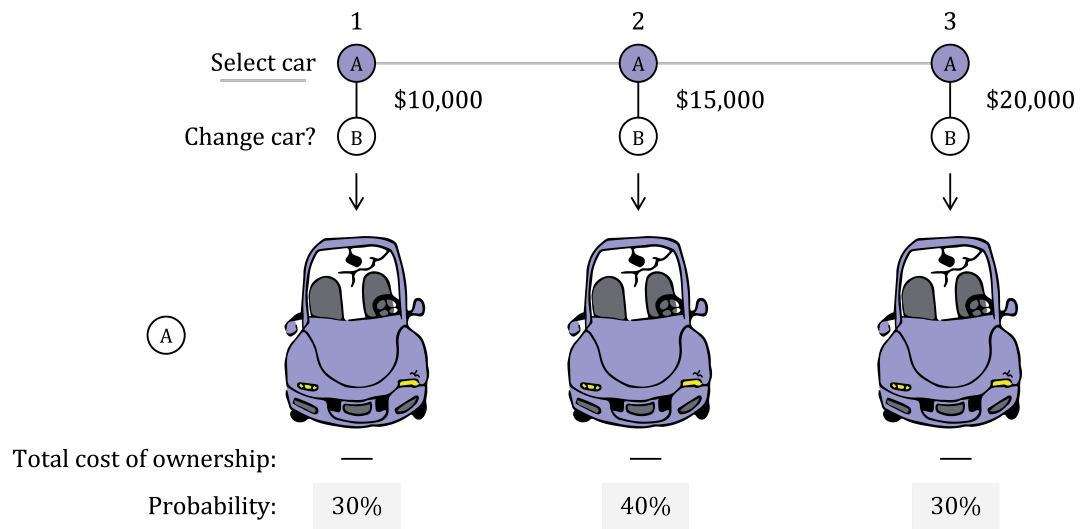 1 2 3
Select car A A A
$10,000 $15,000 $20,000
Change car? B B B
A
Total cost of ownership: — — —
Probability: 30% 40% 30%